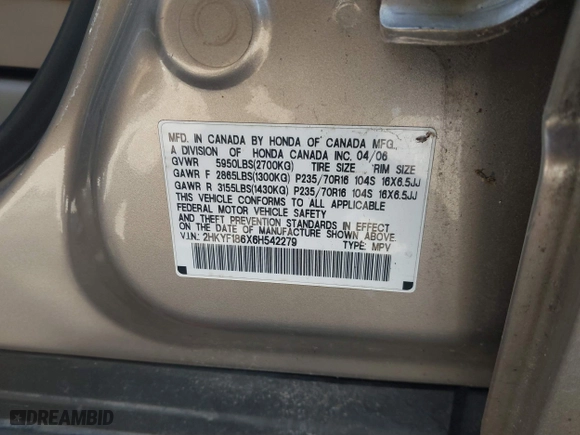 MFD. IN CANADA BY HONDA OF CANADA MFG.,
A DIVISION OF HONDA CANADA INC. 04/06
GVWR 5950LBS(2700KG) TIRE SIZE RIM SIZE
GAWR F 2865LBS(1300KG) P235/70R16 104S 16X6.5JJ
GAWR R 3155LBS(1430KG) P235/70R16 104S 16X6.5JJ
THIS VEHICLE CONFORMS TO ALL APPLICABLE
FEDERAL MOTOR VEHICLE SAFETY
AND THEFT PREVENTION STANDARDS IN EFFECT
ON THE DATE OF MANUFACTURE SHOWN ABOVE.
V.I.N.: 2HKYF186X6H542279 TYPE: MPV
DREAMBID